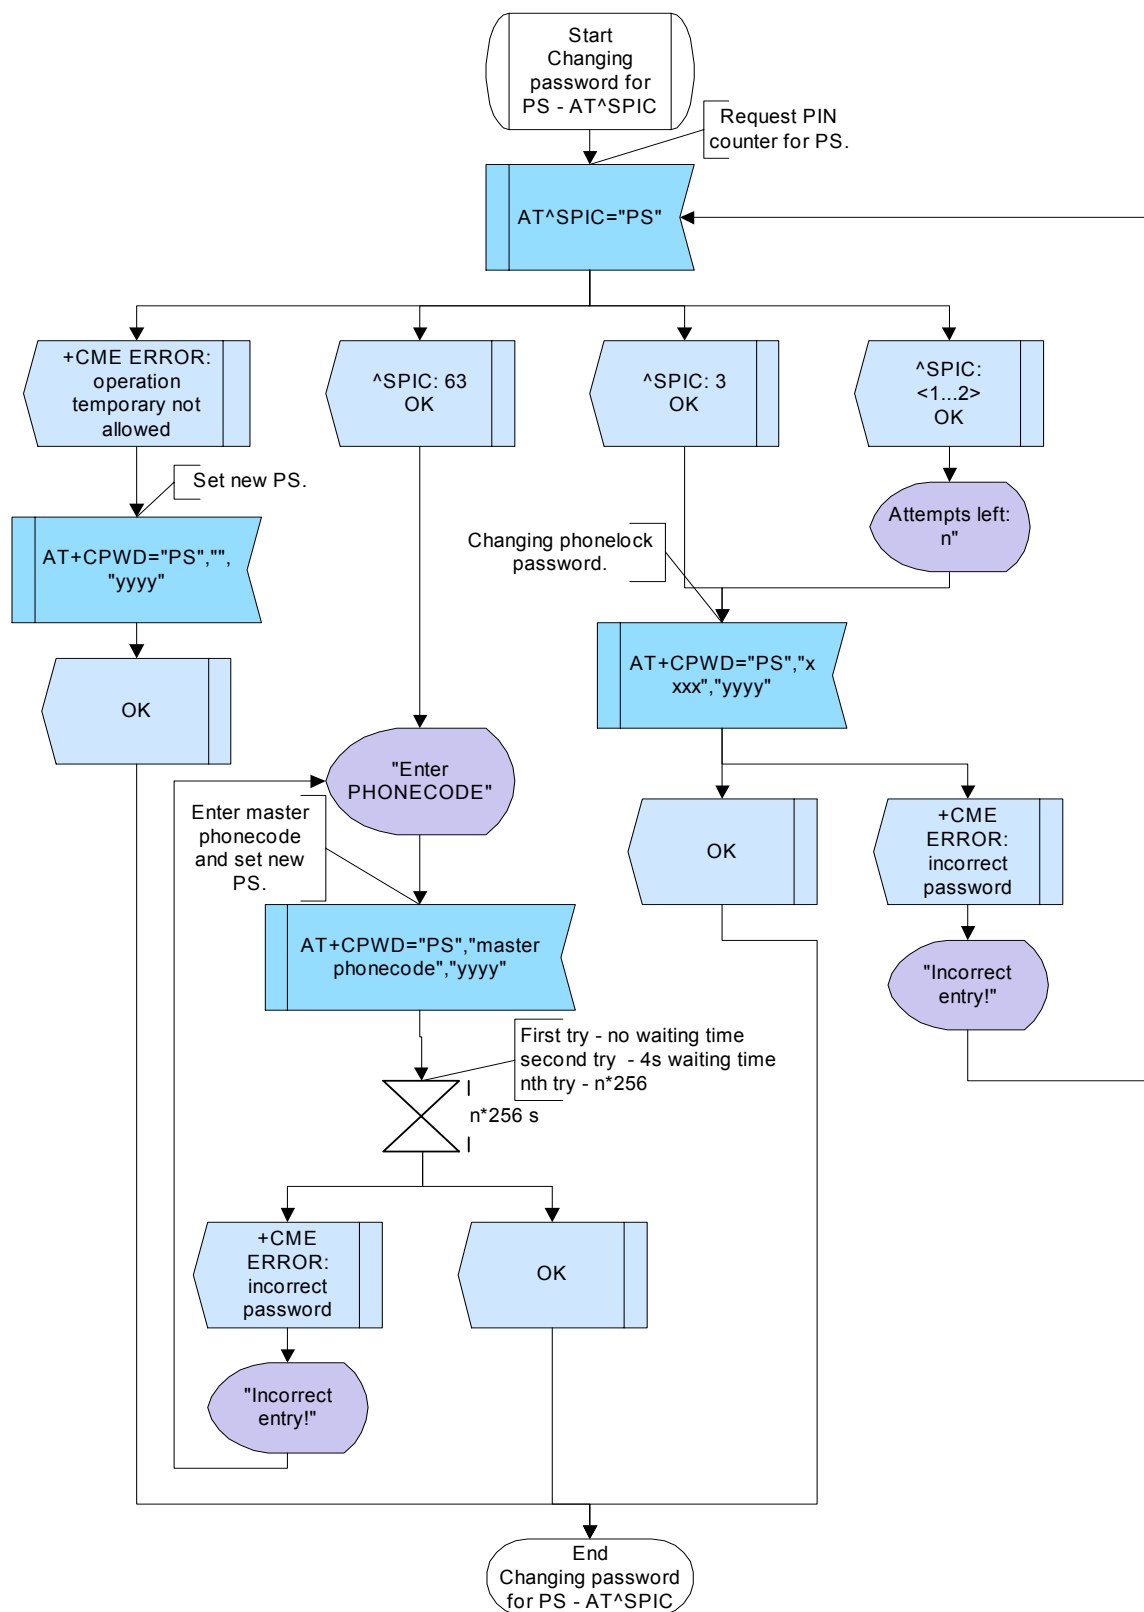 Start
Changing
password for
PS - AT^SPIC
Request PIN
counter for PS.
AT^SPIC="PS"
+CME ERROR:
operation
temporary not
allowed
^SPIC: 63
OK
^SPIC: 3
OK
^SPIC:
<1...2>
OK
Set new PS.
Attempts left:
n"
AT+CPWD="PS","",
"yyyy"
Changing phonelock
password.
AT+CPWD="PS","x
xxx","yyyy"
OK
"Enter
PHONECODE"
Enter master
phonecode
and set new
PS.
OK
+CME
ERROR:
incorrect
password
AT+CPWD="PS","master
phonecode","yyyy"
"Incorrect
entry!"
First try - no waiting time
second try - 4s waiting time
nth try - n*256
n*256 s
+CME
ERROR:
incorrect
password
OK
"Incorrect
entry!"
End
Changing password
for PS - AT^SPIC